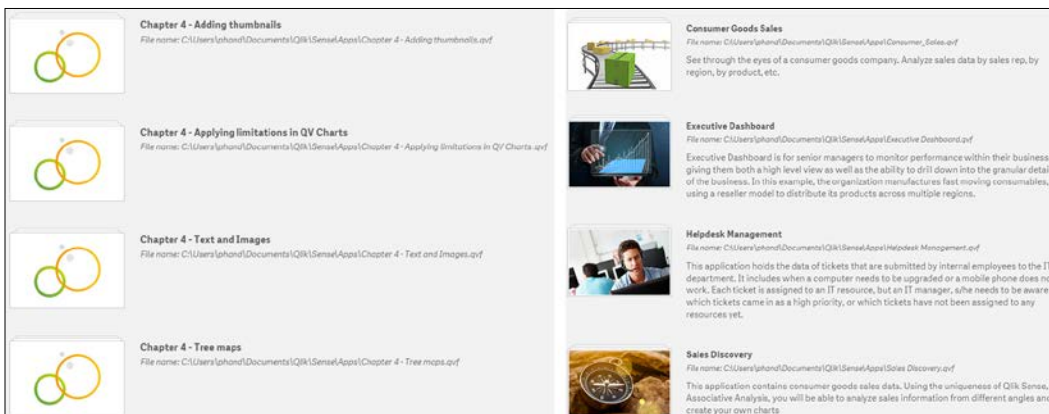 Chapter 4 - Adding thumbnails
File name: C:\Users\phand\Documents\Qlik\Sense\Apps\Chapter 4 - Adding thumbnails.qvf
Chapter 4 - Applying limitations in QV Charts
File name: C:\Users\phand\Documents\Qlik\Sense\Apps\Chapter 4 - Applying limitations in QV Charts.qvf
Chapter 4 - Text and Images
File name: C:\Users\phand\Documents\Qlik\Sense\Apps\Chapter 4 - Text and Images.qvf
Chapter 4 - Tree maps
File name: C:\Users\phand\Documents\Qlik\Sense\Apps\Chapter 4 - Tree maps.qvf
Consumer Goods Sales
File name: C:\Users\phand\Documents\Qlik\Sense\Apps\Consumer_Sales.qvf
See through the eyes of a consumer goods company. Analyze sales data by sales rep, by
region, by product, etc.
Executive Dashboard
File name: C:\Users\phand\Documents\Qlik\Sense\Apps\Executive Dashboard.qvf
Executive Dashboard is for senior managers to monitor performance within their business
giving them both a high level view as well as the ability to drill down into the granular detai
of the business. In this example, the organization manufactures fast moving consumables,
using a reseller model to distribute its products across multiple regions.
Helpdesk Management
File name: C:\Users\phand\Documents\Qlik\Sense\Apps\Helpdesk Management.qvf
This application holds the data of tickets that are submitted by internal employees to the IT
department. It includes when a computer needs to be upgraded or a mobile phone does no
work. Each ticket is assigned to an IT resource, but an IT manager, s/he needs to be aware
which tickets came in as a high priority, or which tickets have not been assigned to any
resources yet.
Sales Discovery
File name: C:\Users\phand\Documents\Qlik\Sense\Apps\Sales Discovery.qvf
This application contains consumer goods sales data. Using the uniqueness of Qlik Sense,
Associative Analysis, you will be able to analyze sales information from different angles and
create your own charts